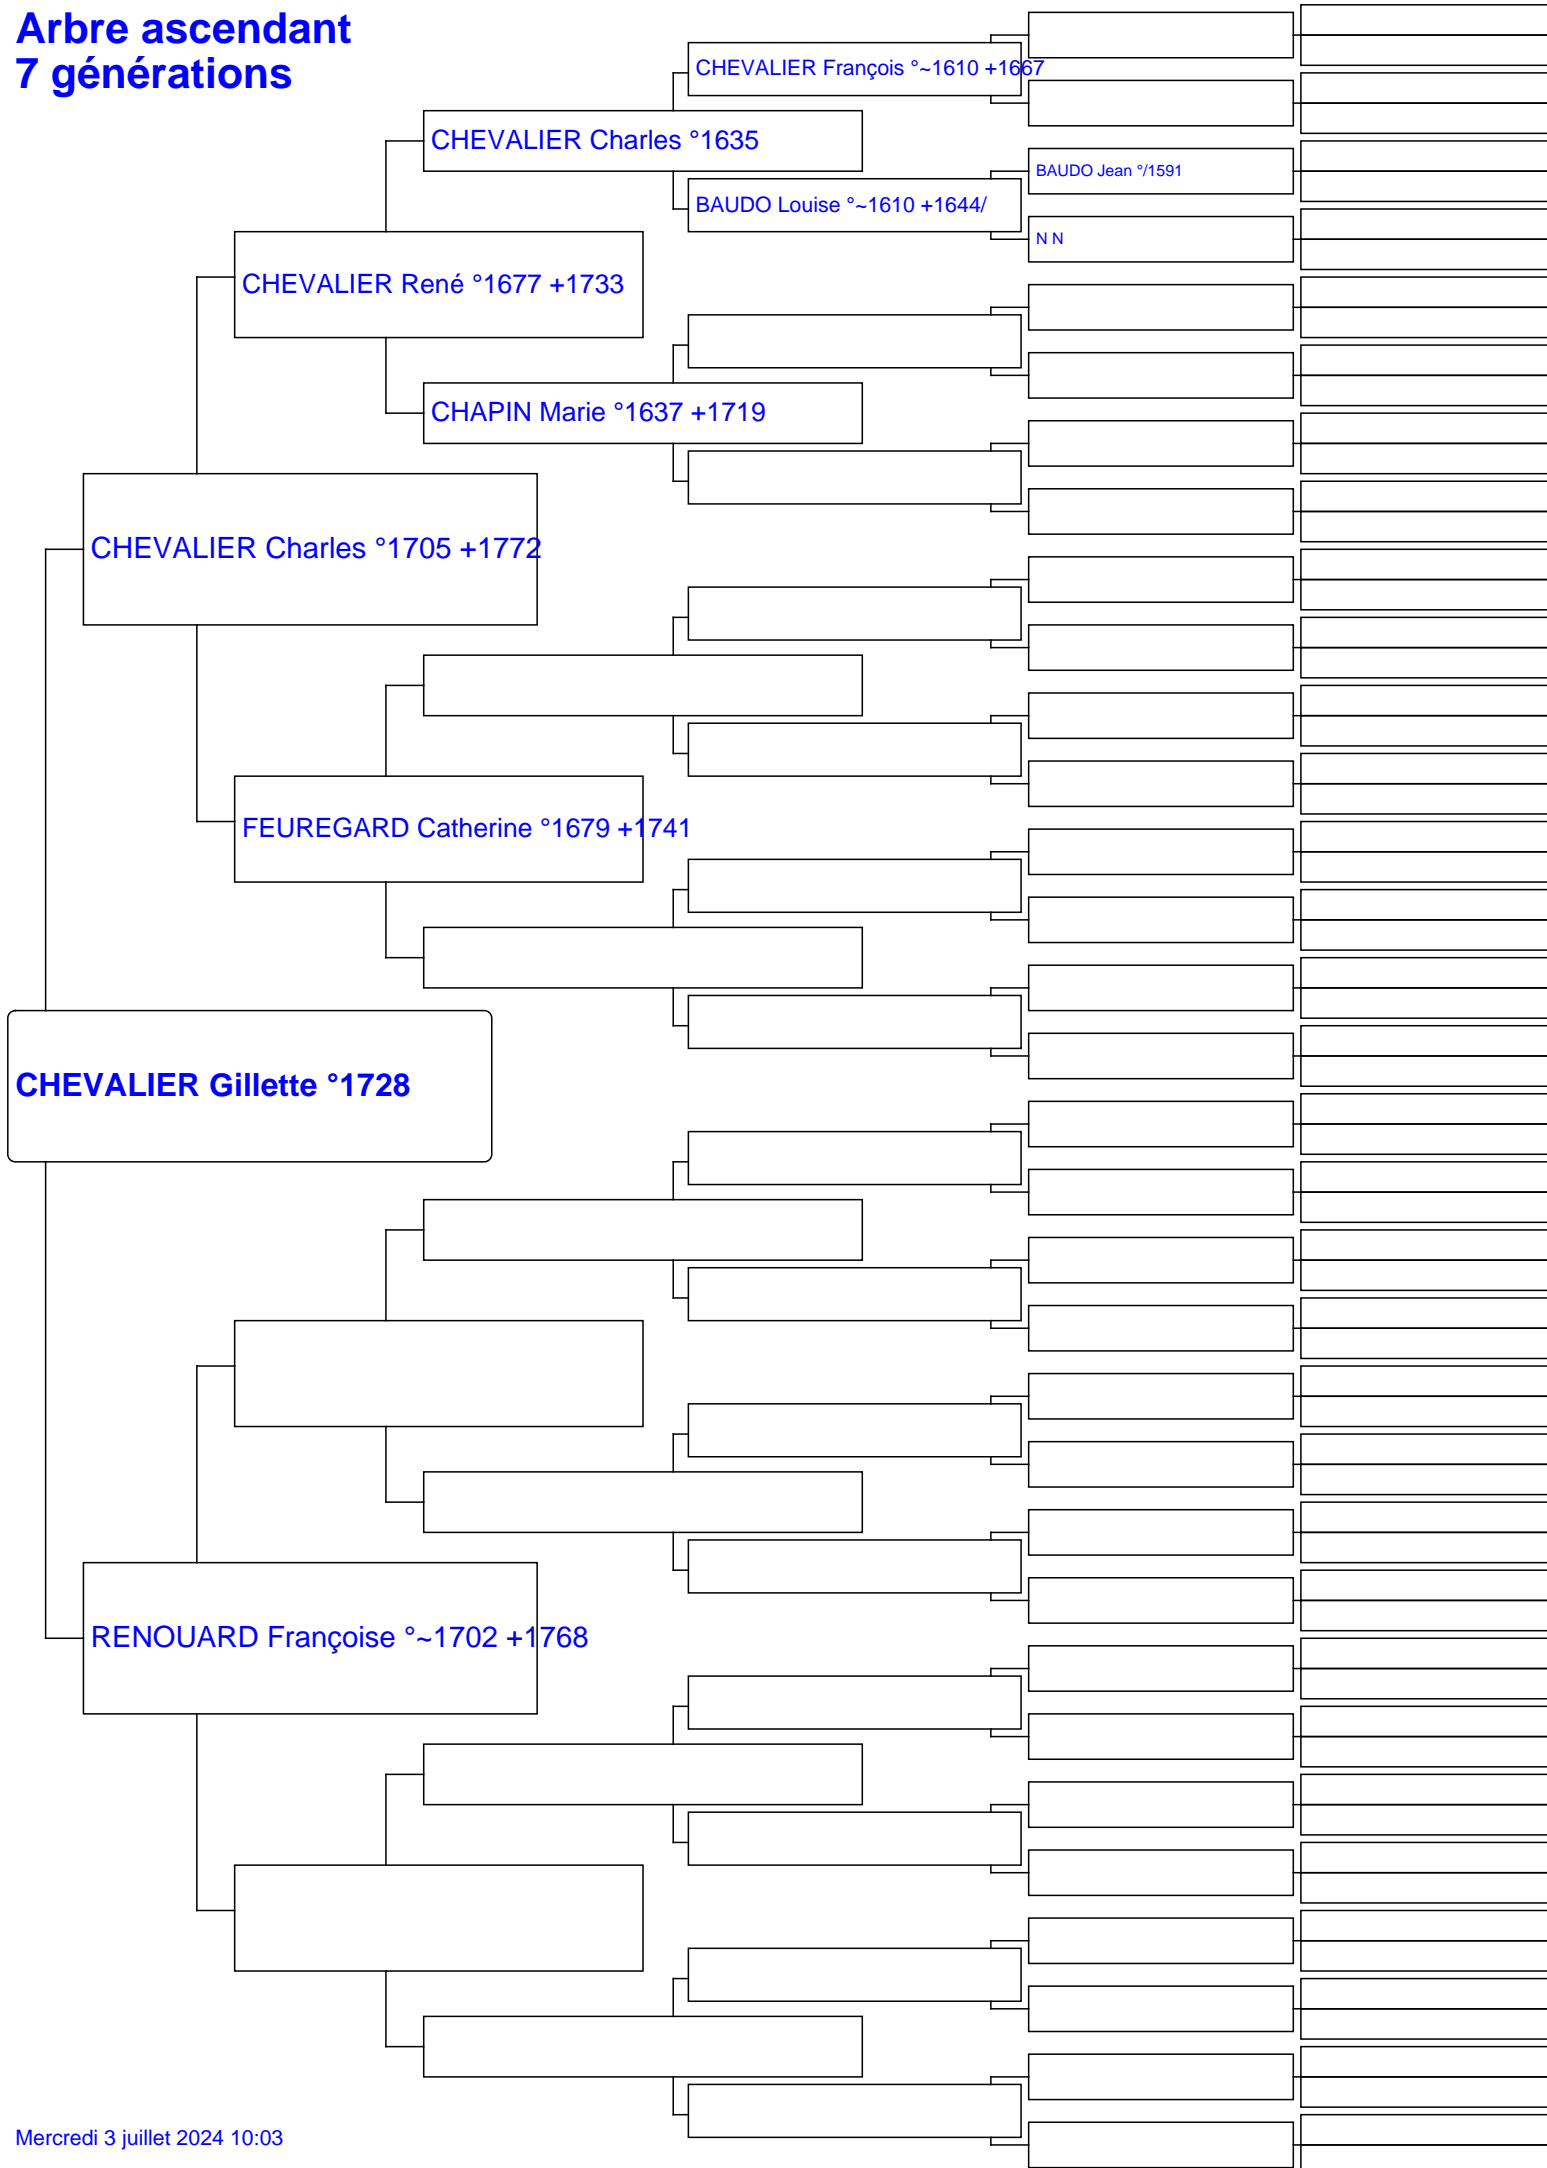 Arbre ascendant
7 générations
CHEVALIER François °~1610 +1667
CHEVALIER Charles °1635
BAUDO Jean °/1591
BAUDO Louise °~1610 +1644/
N N
CHEVALIER René °1677 +1733
CHAPIN Marie °1637 +1719
CHEVALIER Charles °1705 +1772
FEUREGARD Catherine °1679 +1741
CHEVALIER Gillette °1728
RENOUARD Françoise °~1702 +1768
Mercredi 3 juillet 2024 10:03